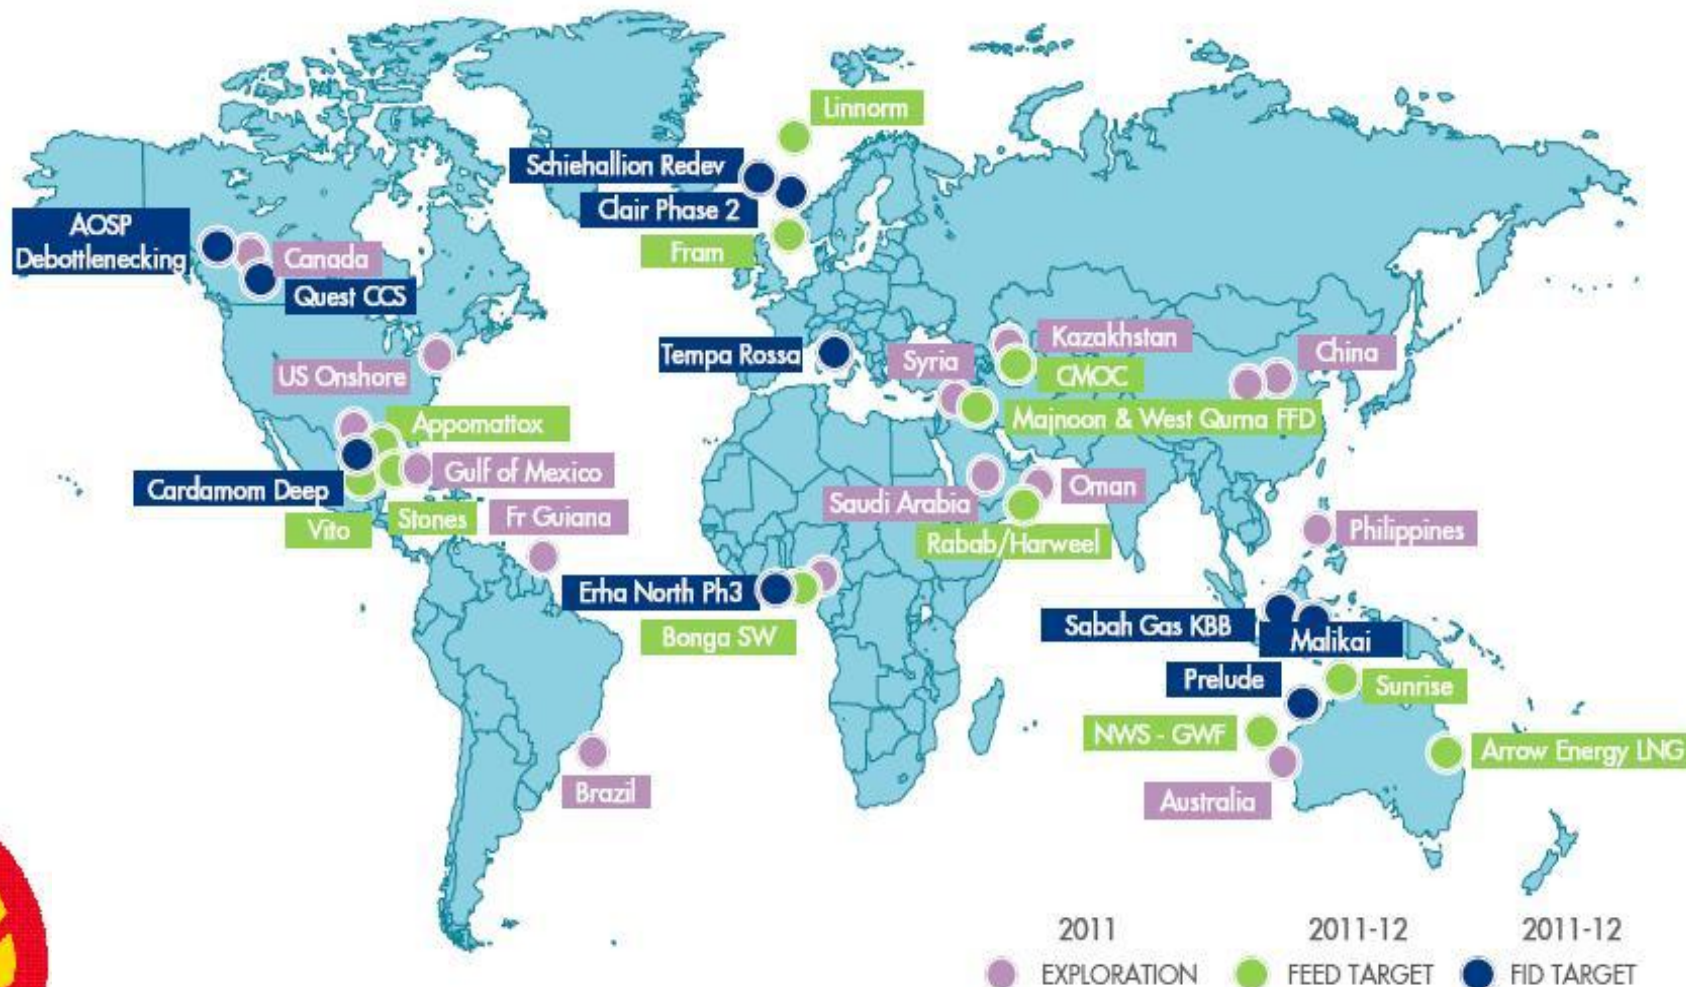 Linnorm
Schiehallion Redev
Clair Phase 2
Fram
AOSP
Debottlenecking
Canada
Quest CCS
US Onshore
Tempa Rossa
Syria
Kazakhstan
CMOC
China
Majnoon & West Qurna FFD
Appomattox
Gulf of Mexico
Cardamom Deep
Vito
Stones
Fr Guiana
Saudi Arabia
Oman
Rabab/Harweel
Philippines
Erha North Ph3
Bonga SW
Sabah Gas KBB
Malikai
Prelude
Sunrise
NWS - GWF
Arrow Energy LNG
Australia
Brazil
2011 2011-12 2011-12
EXPLORATION FEED TARGET FID TARGET